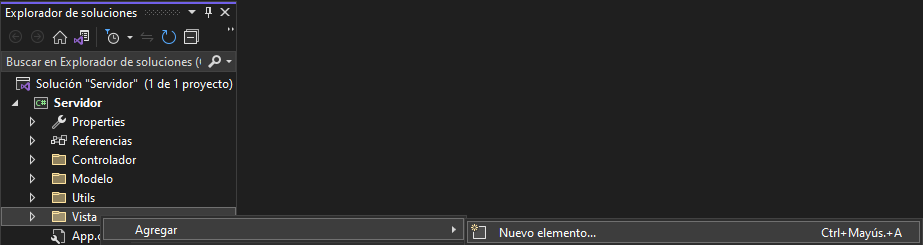 Explorador de soluciones
Buscar en Explorador de soluciones (
Solución "Servidor" (1 de 1 proyecto)
C# Servidor
Properties
Referencias
Controlador
Modelo
Utils
Vista
Agregar
Nuevo elemento... Ctrl+Mayús.+A